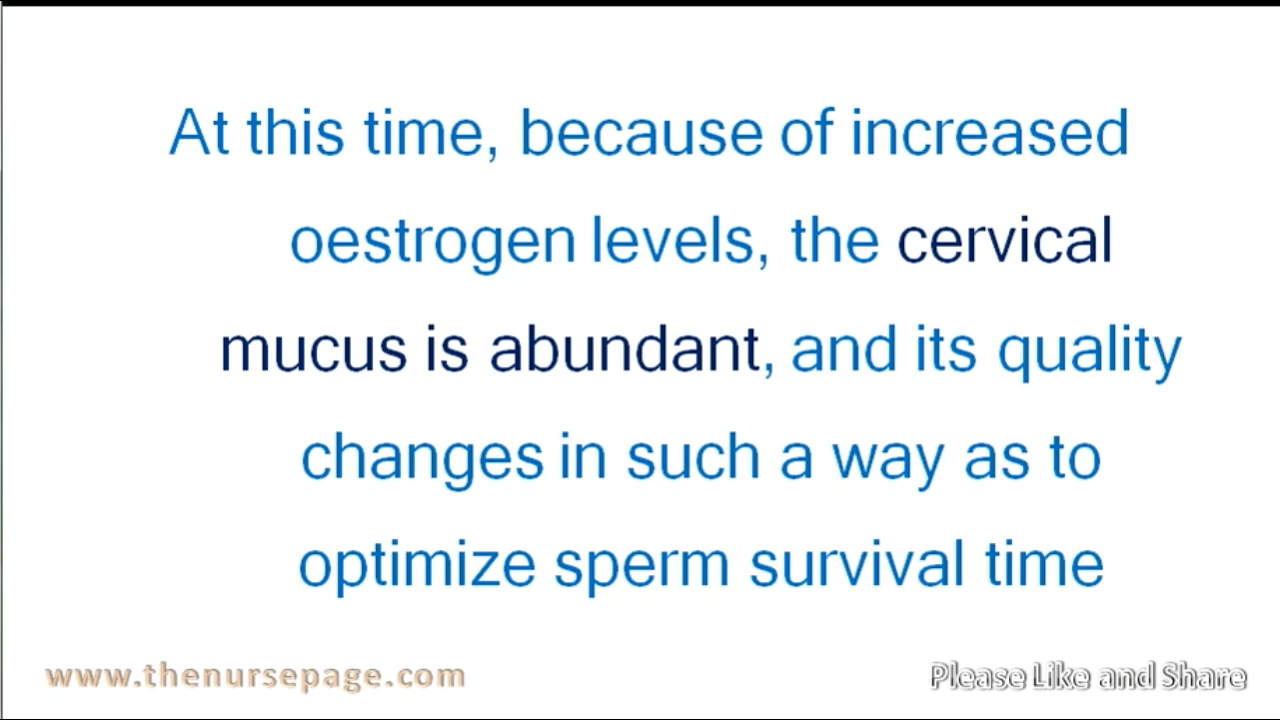 At this time, because of increased
oestrogen levels, the cervical
mucus is abundant, and its quality
changes in such a way as to
optimize sperm survival time
www.thenursepage.com
Please Like and Share